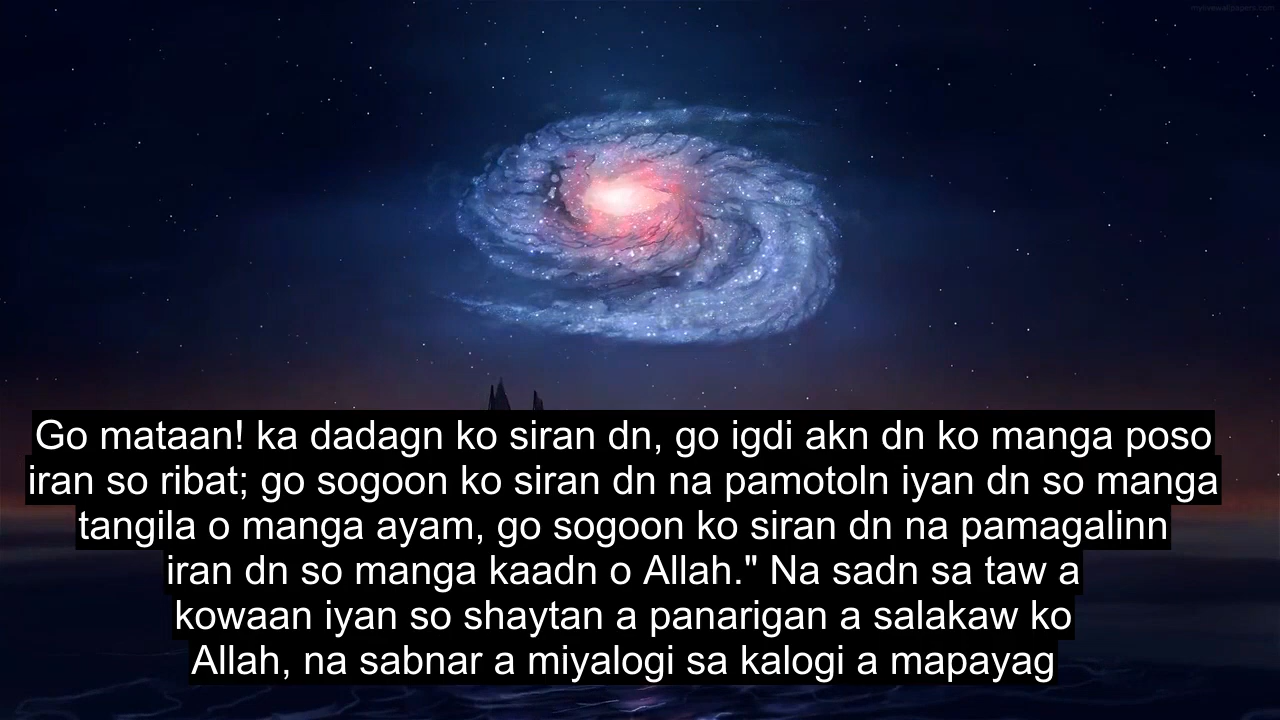 mylivewallpapers.com
Go mataan! ka dadagn ko siran dn, go igdi akn dn ko manga poso
iran so ribat; go sogoon ko siran dn na pamotoln iyan dn so manga
tangila o manga ayam, go sogoon ko siran dn na pamagalinn
iran dn so manga kaadn o Allah." Na sadn sa taw a
kowaan iyan so shaytan a panarigan a salakaw ko
Allah, na sabnar a miyalogi sa kalogi a mapayag